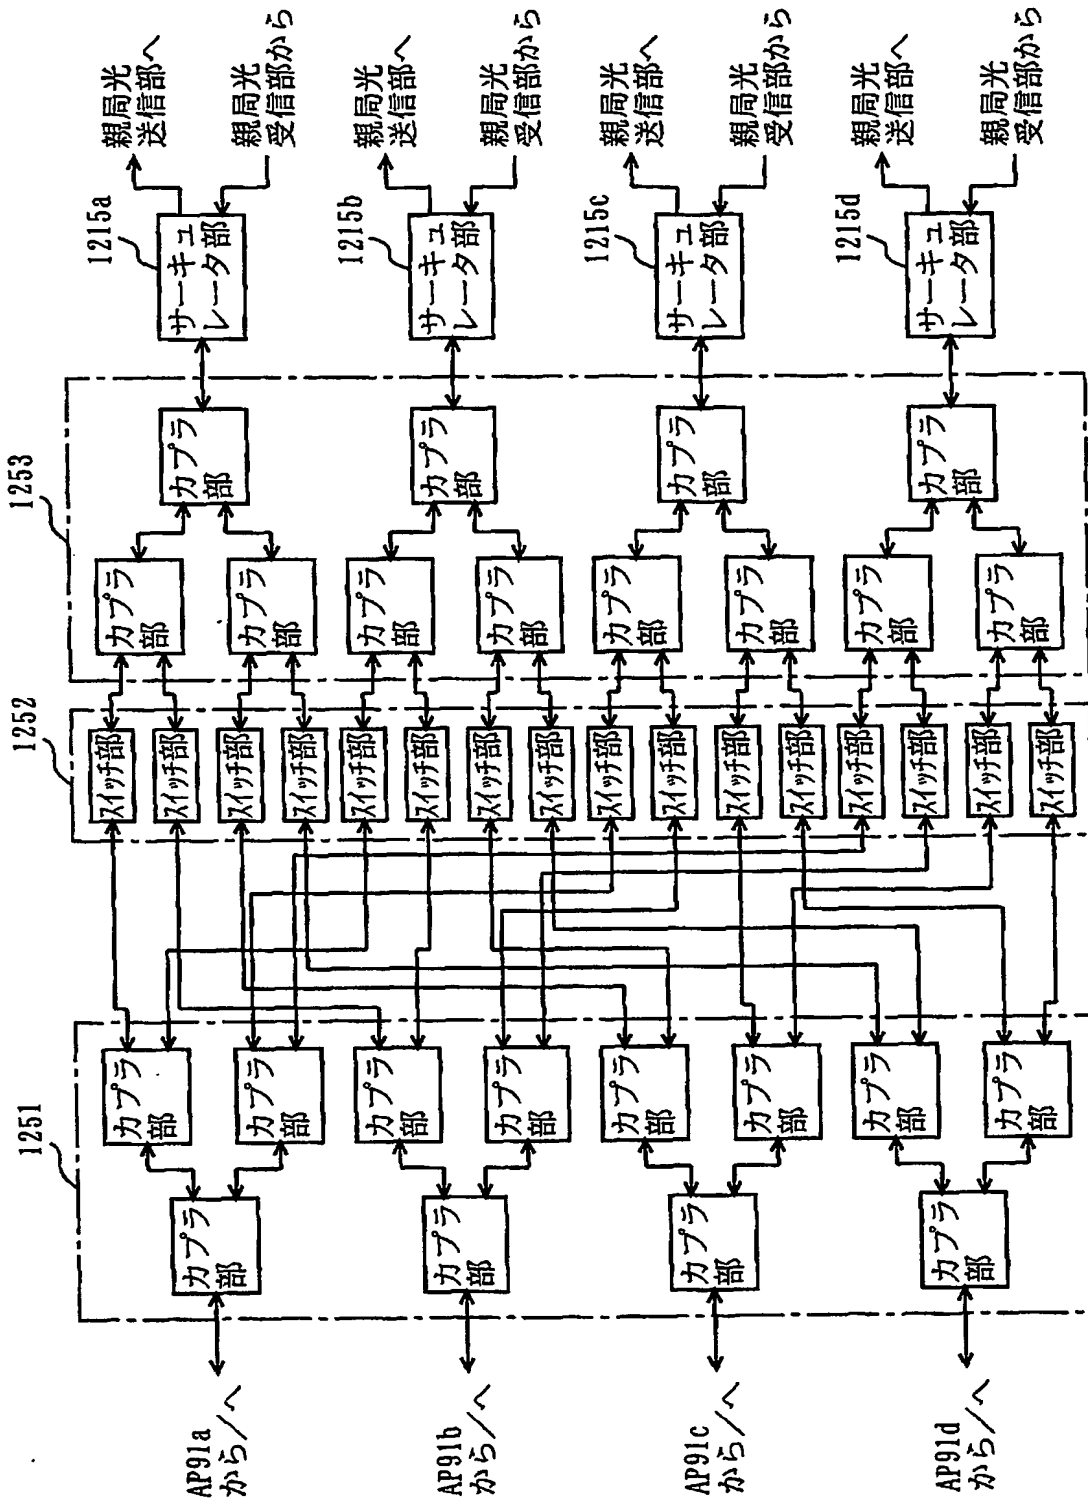 1251
1252
1253
AP91a
から/へ
カプラ
部
カプラ
部
カプラ
部
スイッチ部
スイッチ部
スイッチ部
スイッチ部
カプラ
部
カプラ
部
カプラ
部
1215a
サーキュ
レータ部
親局光
送信部へ
親局光
受信部から
AP91b
から/へ
カプラ
部
カプラ
部
カプラ
部
スイッチ部
スイッチ部
スイッチ部
スイッチ部
カプラ
部
カプラ
部
カプラ
部
1215b
サーキュ
レータ部
親局光
送信部へ
親局光
受信部から
AP91c
から/へ
カプラ
部
カプラ
部
カプラ
部
スイッチ部
スイッチ部
スイッチ部
スイッチ部
カプラ
部
カプラ
部
カプラ
部
1215c
サーキュ
レータ部
親局光
送信部へ
親局光
受信部から
AP91d
から/へ
カプラ
部
カプラ
部
カプラ
部
スイッチ部
スイッチ部
スイッチ部
スイッチ部
カプラ
部
カプラ
部
カプラ
部
1215d
サーキュ
レータ部
親局光
送信部へ
親局光
受信部から